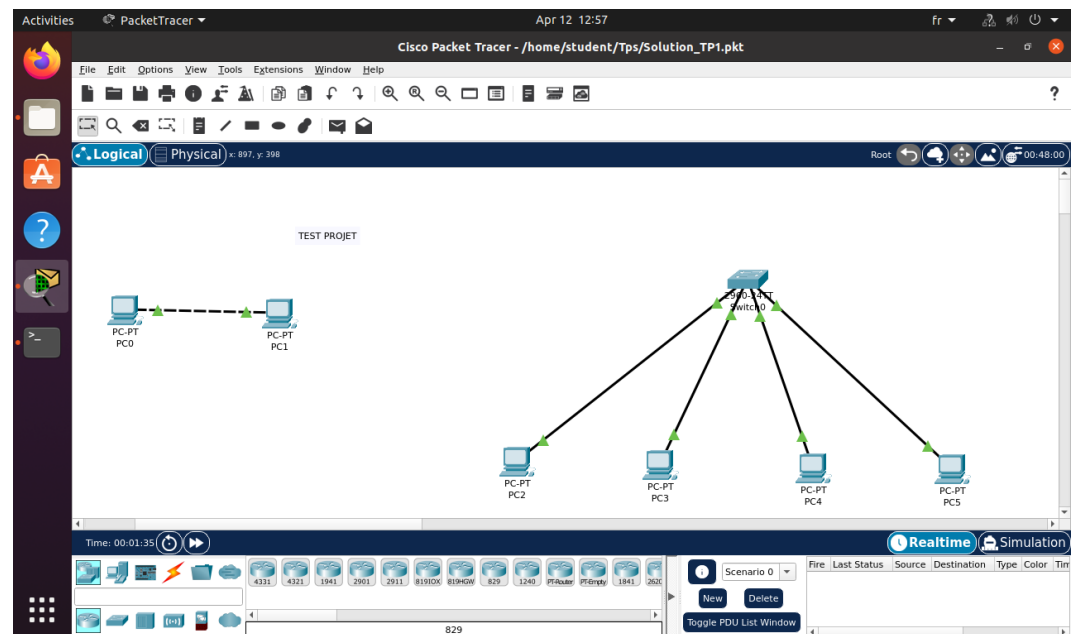 Activities PacketTracer Apr 12 12:57 fr
Cisco Packet Tracer - /home/student/Tps/Solution_TP1.pkt
File Edit Options View Tools Extensions Window Help
?
Logical Physical x: 897, y: 398 Root 00:48:00
TEST PROJET
2960-24TT
Switch0
PC-PT
PC0
PC-PT
PC1
PC-PT
PC2
PC-PT
PC3
PC-PT
PC4
PC-PT
PC5
Time: 00:01:35 Realtime Simulation
4331 4321 1941 2901 2911 819IOX 819HGW 829 1240 PT-Router PT-Empty 1841 262
Scenario 0
New Delete
Toggle PDU List Window
Fire Last Status Source Destination Type Color Tim
829